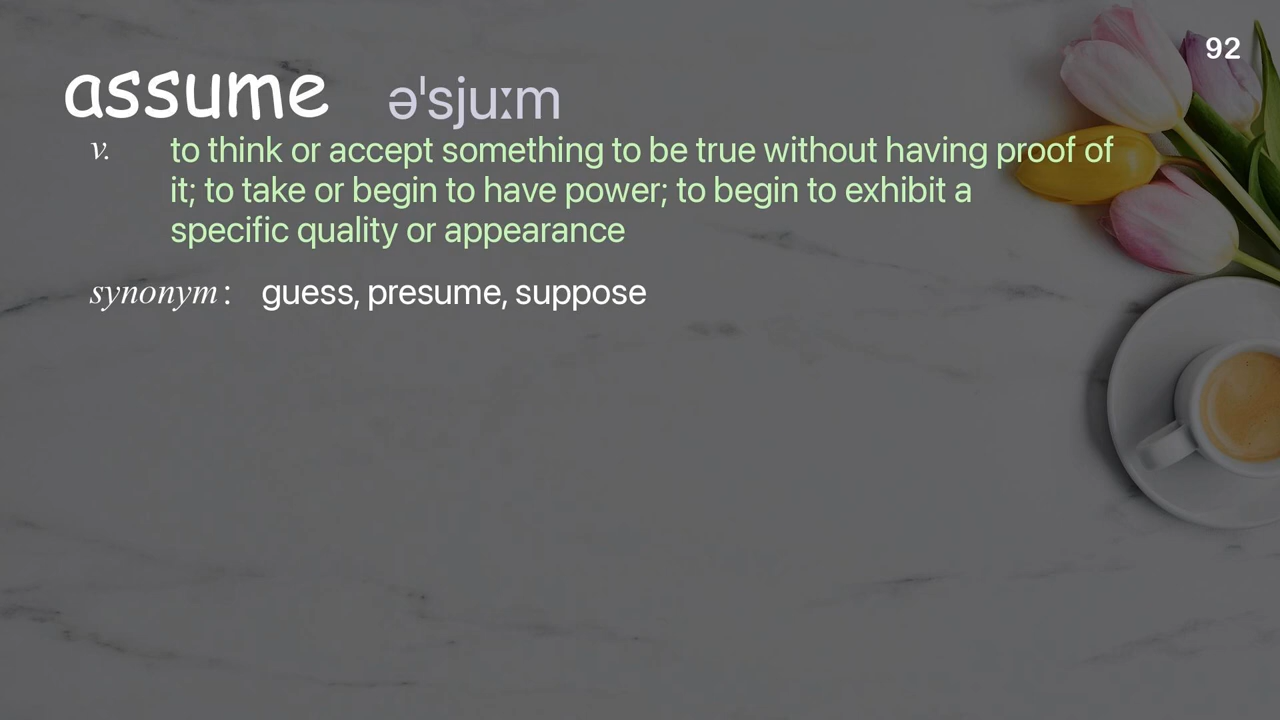 92
assume əˈsjuːm
v. to think or accept something to be true without having proof of
it; to take or begin to have power; to begin to exhibit a
specific quality or appearance
synonym: guess, presume, suppose